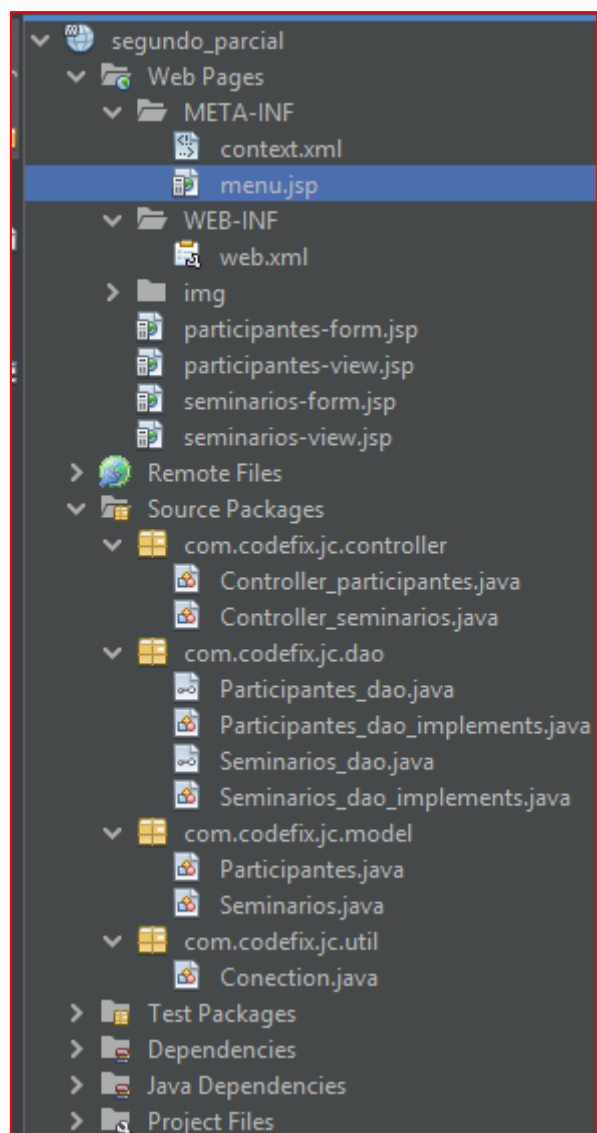 segundo_parcial
Web Pages
META-INF
context.xml
menu.jsp
WEB-INF
web.xml
img
participantes-form.jsp
participantes-view.jsp
seminarios-form.jsp
seminarios-view.jsp
Remote Files
Source Packages
com.codefix.jc.controller
Controller_participantes.java
Controller_seminarios.java
com.codefix.jc.dao
Participantes_dao.java
Participantes_dao_implements.java
Seminarios_dao.java
Seminarios_dao_implements.java
com.codefix.jc.model
Participantes.java
Seminarios.java
com.codefix.jc.util
Conection.java
Test Packages
Dependencies
Java Dependencies
Project Files